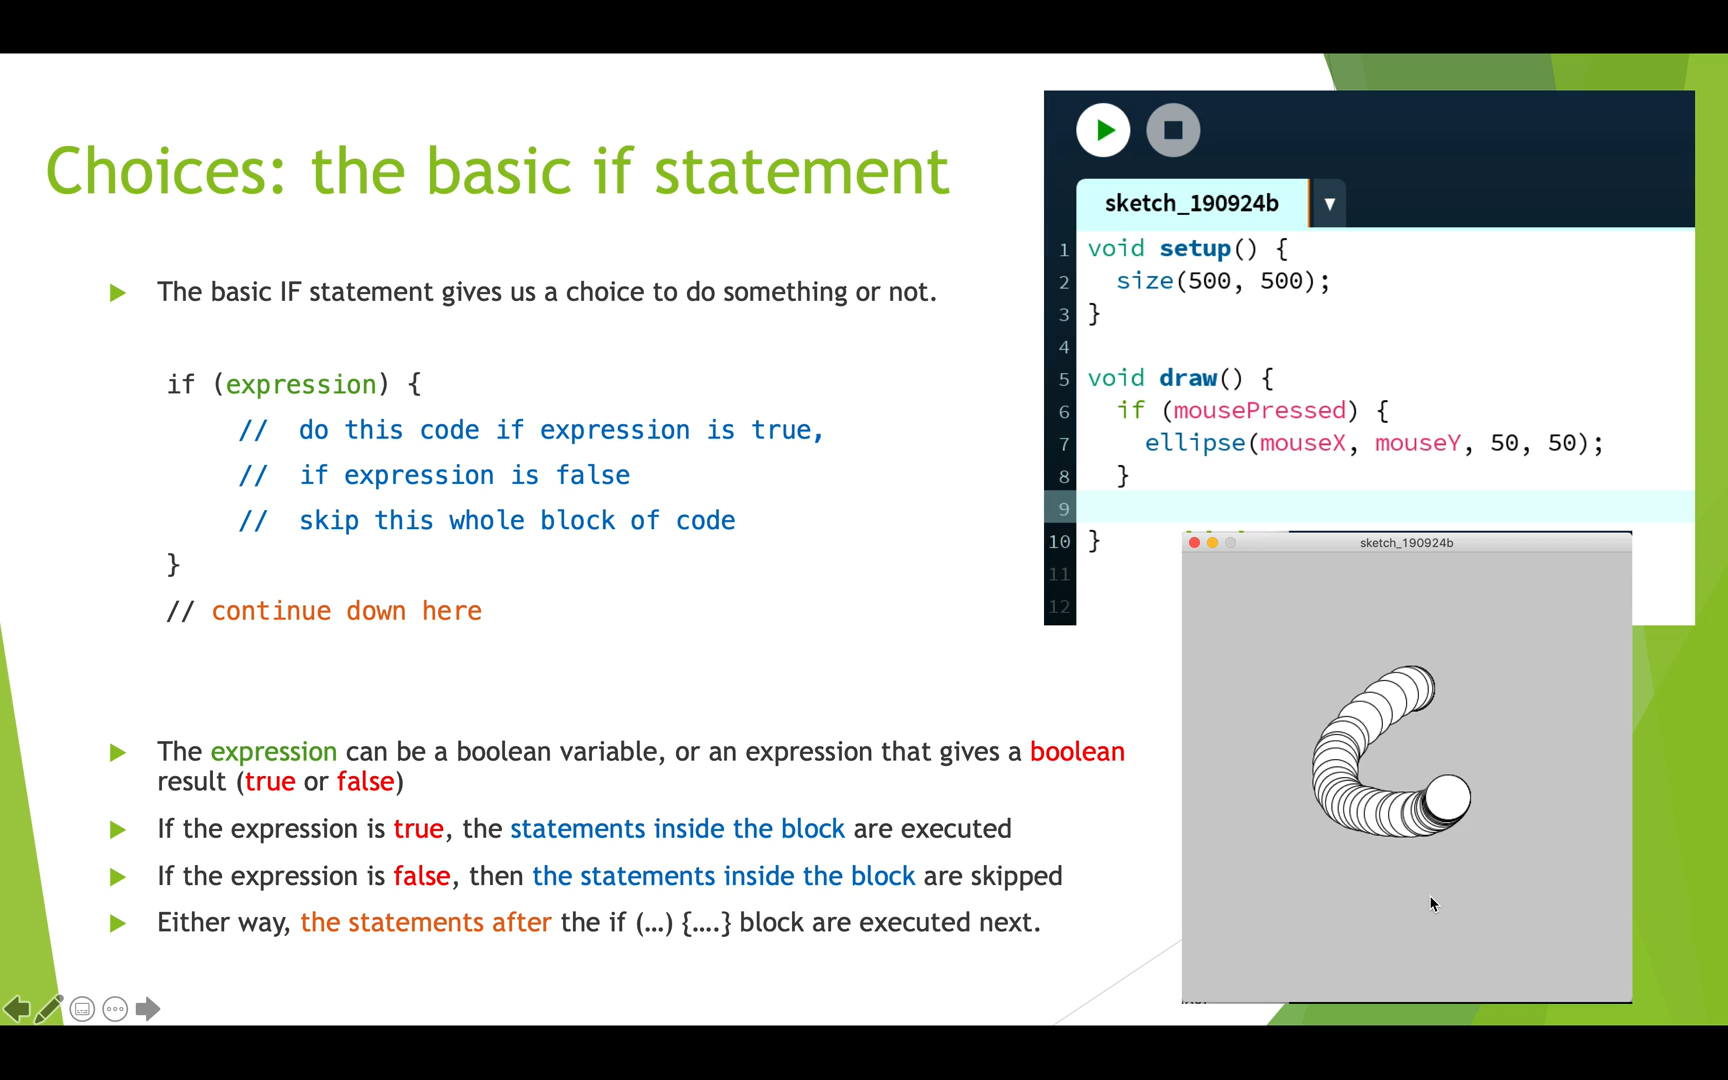 Choices: the basic if statement
The basic IF statement gives us a choice to do something or not.
if (expression) {
// do this code if expression is true,
// if expression is false
// skip this whole block of code
}
// continue down here
The expression can be a boolean variable, or an expression that gives a boolean
result (true or false)
If the expression is true, the statements inside the block are executed
If the expression is false, then the statements inside the block are skipped
Either way, the statements after the if (…) {….} block are executed next.
sketch_190924b
1 void setup() {
2 size(500, 500);
3 }
4
5 void draw() {
6 if (mousePressed) {
7 ellipse(mouseX, mouseY, 50, 50);
8 }
9
10 }
11
12
sketch_190924b